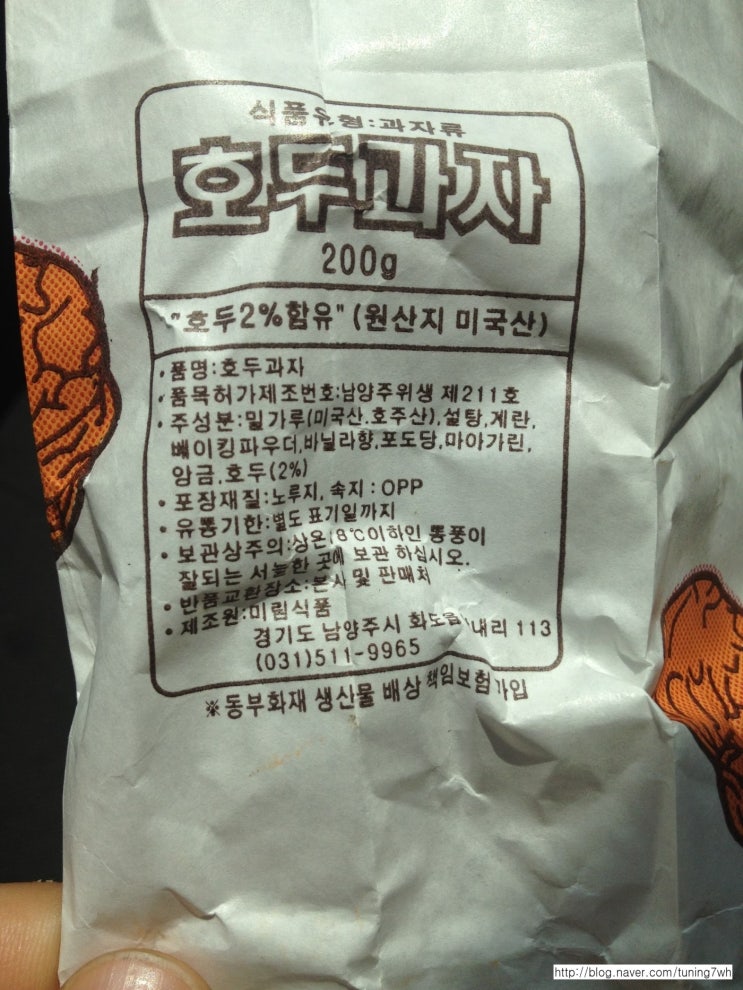 식품유형:과자류
호두과자
200g
"호두2%함유" (원산지 미국산)
·품명:호두과자
·품목허가제조번호:남양주위생 제211호
·주성분:밀가루(미국산.호주산),설탕,계란,
베이킹파우더,바닐라향,포도당,마아가린,
앙금,호두(2%)
·포장재질:노루지, 속지 : OPP
·유통기한:별도 표기일까지
·보관상주의:상온 18℃이하인 통풍이
잘되는 서늘한 곳에 보관 하십시오.
·반품교환장소:본사 및 판매처
·제조원:미림식품
경기도 남양주시 113
(031)511-9965
※동부화재 생산물 배상 책임보험가입
http://blog.naver.com/tuning7wh